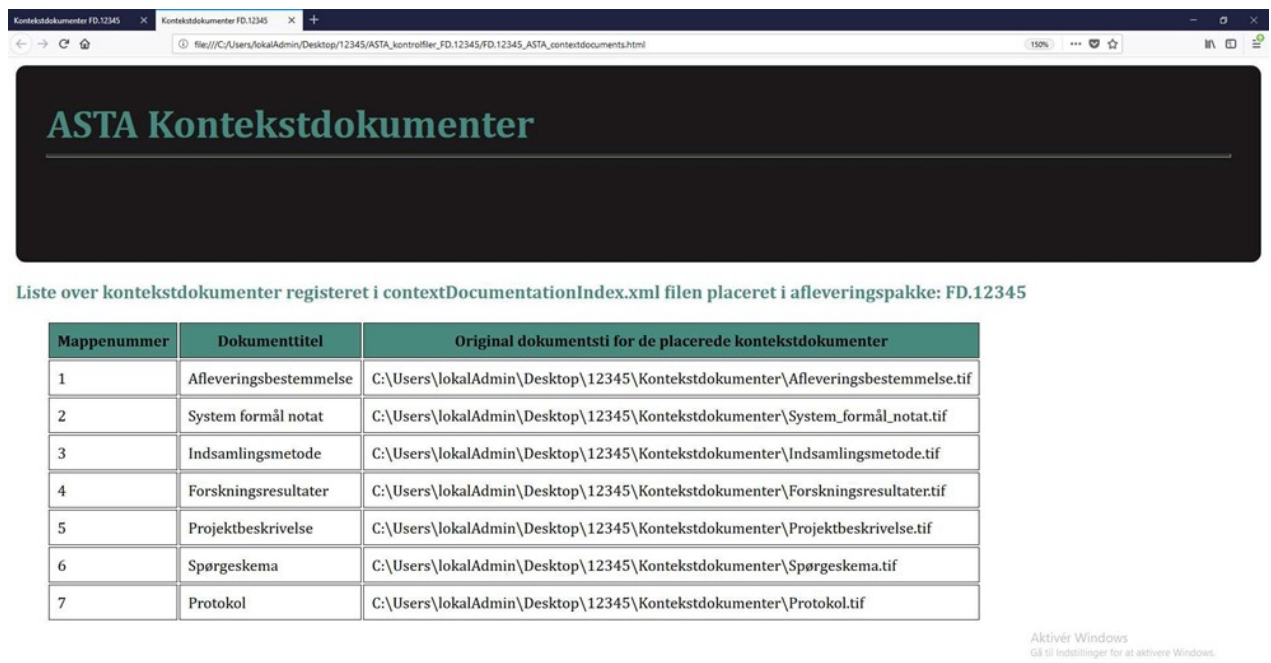 Kontekstdokumenter FD.12345 Kontekstdokumenter FD.12345
file:///C:/Users/lokalAdmin/Desktop/12345/ASTA_kontrolfiler_FD.12345/FD.12345_ASTA_contextdocuments.html 150%
ASTA Kontekstdokumenter
Liste over kontekstdokumenter registeret i contextDocumentationIndex.xml filen placeret i afleveringspakke: FD.12345
Mappenummer Dokumenttitel Original dokumentsti for de placerede kontekstdokumenter
1 Afleveringsbestemmelse C:\Users\lokalAdmin\Desktop\12345\Kontekstdokumenter\Afleveringsbestemmelse.tif
2 System formål notat C:\Users\lokalAdmin\Desktop\12345\Kontekstdokumenter\System_formål_notat.tif
3 Indsamlingsmetode C:\Users\lokalAdmin\Desktop\12345\Kontekstdokumenter\Indsamlingsmetode.tif
4 Forskningsresultater C:\Users\lokalAdmin\Desktop\12345\Kontekstdokumenter\Forskningsresultater.tif
5 Projektbeskrivelse C:\Users\lokalAdmin\Desktop\12345\Kontekstdokumenter\Projektbeskrivelse.tif
6 Spørgeskema C:\Users\lokalAdmin\Desktop\12345\Kontekstdokumenter\Spørgeskema.tif
7 Protokol C:\Users\lokalAdmin\Desktop\12345\Kontekstdokumenter\Protokol.tif
Aktivér Windows
Gå til Indstillinger for at aktivere Windows.